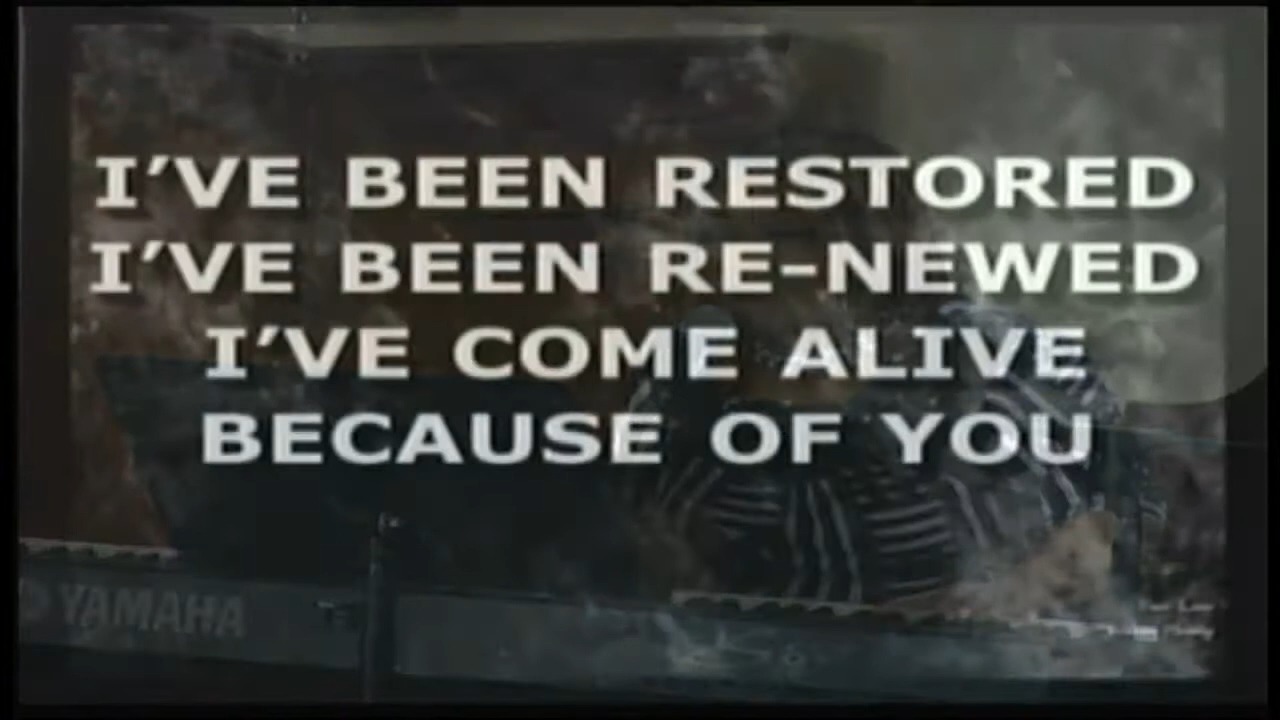 I'VE BEEN RESTORED
I'VE BEEN RE-NEWED
I'VE COME ALIVE
BECAUSE OF YOU
YAMAHA